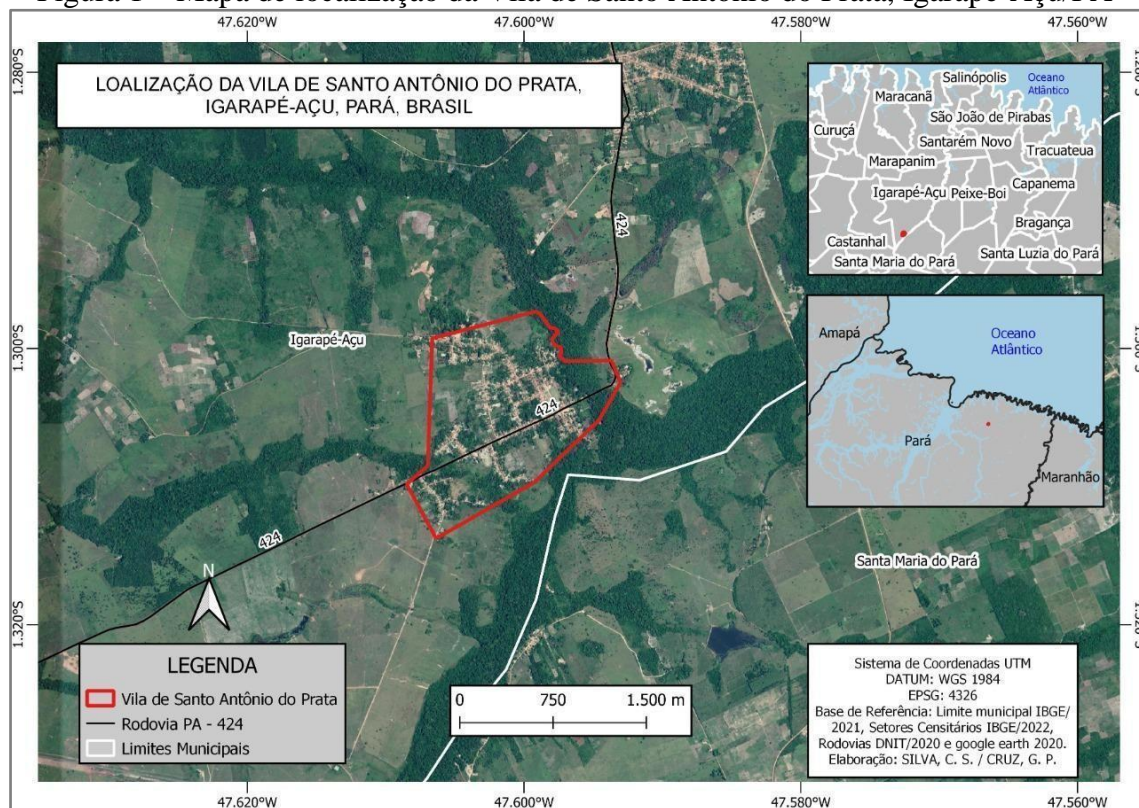 Figura 1 – Mapa de localização da Vila de Santo Antônio do Prata, Igarapé-Açu/PA
47.620°W 47.600°W 47.580°W 47.560°W
1.280°S
1.280°S
LOALIZAÇÃO DA VILA DE SANTO ANTÔNIO DO PRATA,
IGARAPÉ-AÇU, PARÁ, BRASIL
Salinópolis
Oceano
Atlântico
Maracanã
São João de Pirabas
Curuçá
Santarém Novo
Tracuateua
Marapanim
Capanema
Igarapé-Açu
Peixe-Boi
Bragança
Castanhal
Santa Luzia do Pará
Santa Maria do Pará
424
Igarapé-Açu
1.300°S
1.300°S
424
424
Amapá
Oceano
Atlântico
Pará
Maranhão
Santa Maria do Pará
1.320°S
1.320°S
N
LEGENDA
Vila de Santo Antônio do Prata
Rodovia PA - 424
Limites Municipais
0 750 1.500 m
Sistema de Coordenadas UTM
DATUM: WGS 1984
EPSG: 4326
Base de Referência: Limite municipal IBGE/
2021, Setores Censitários IBGE/2022,
Rodovias DNIT/2020 e google earth 2020.
Elaboração: SILVA, C. S. / CRUZ, G. P.
47.620°W 47.600°W 47.580°W 47.560°W